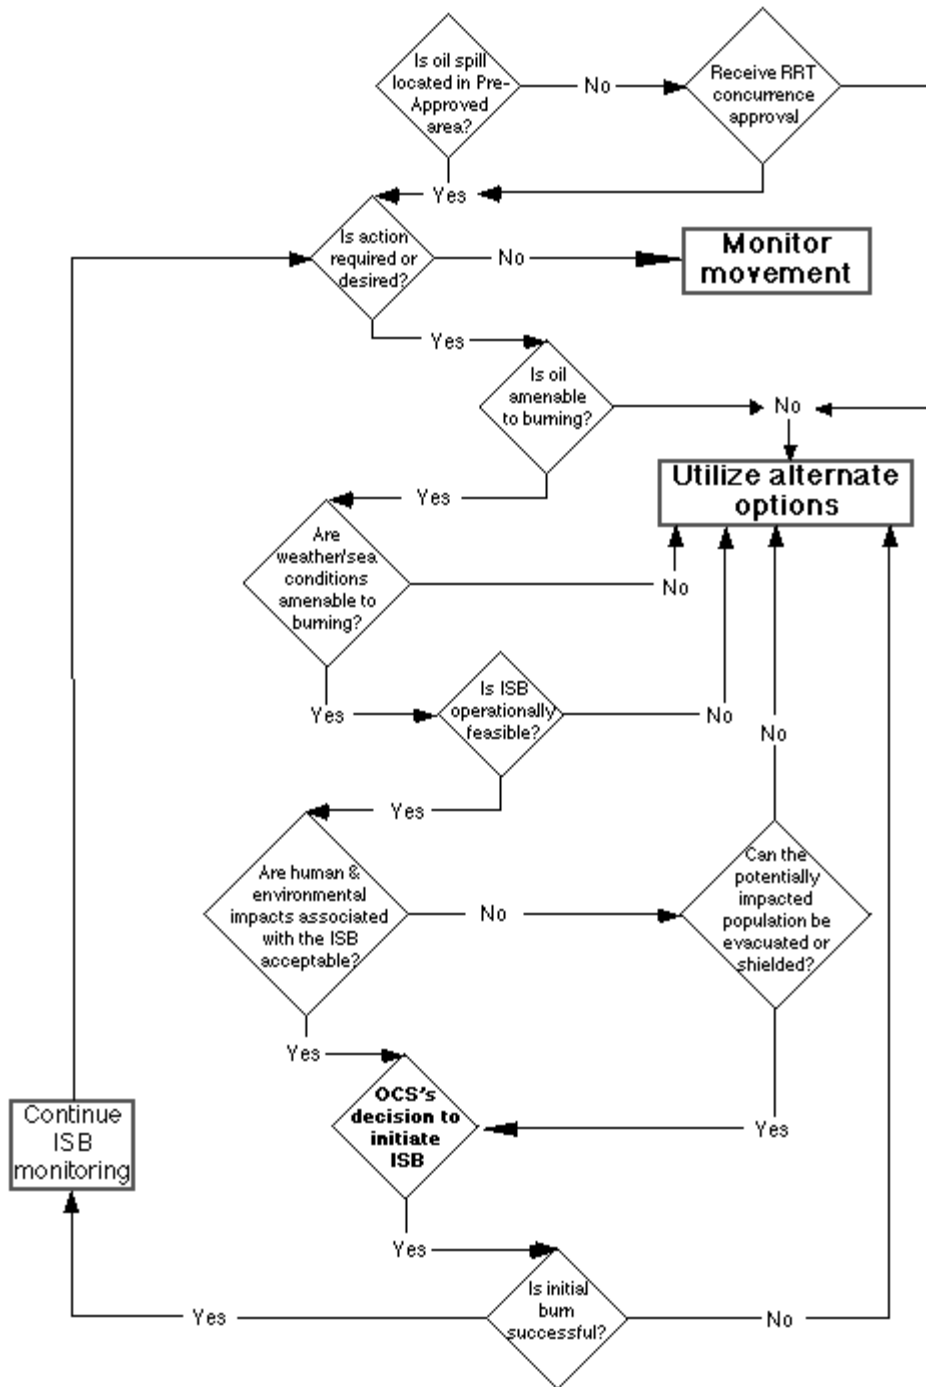 Is oil spill
located in Pre-
Approved
area?
No
Receive RRT
concurrence
approval
Yes
Is action
required or
desired?
No
Monitor
movement
Yes
Is oil
amenable
to burning?
No
Utilize alternate
options
Yes
Are
weather/sea
conditions
amenable to
burning?
No
Is ISB
operationally
feasible?
Yes
No
No
Yes
Are human &
environmental
impacts associated
with the ISB
acceptable?
No
Can the
potentially
impacted
population be
evacuated or
shielded?
Yes
OCS's
decision to
initiate
ISB
Yes
Continue
ISB
monitoring
Yes
Is initial
burn
successful?
Yes
No